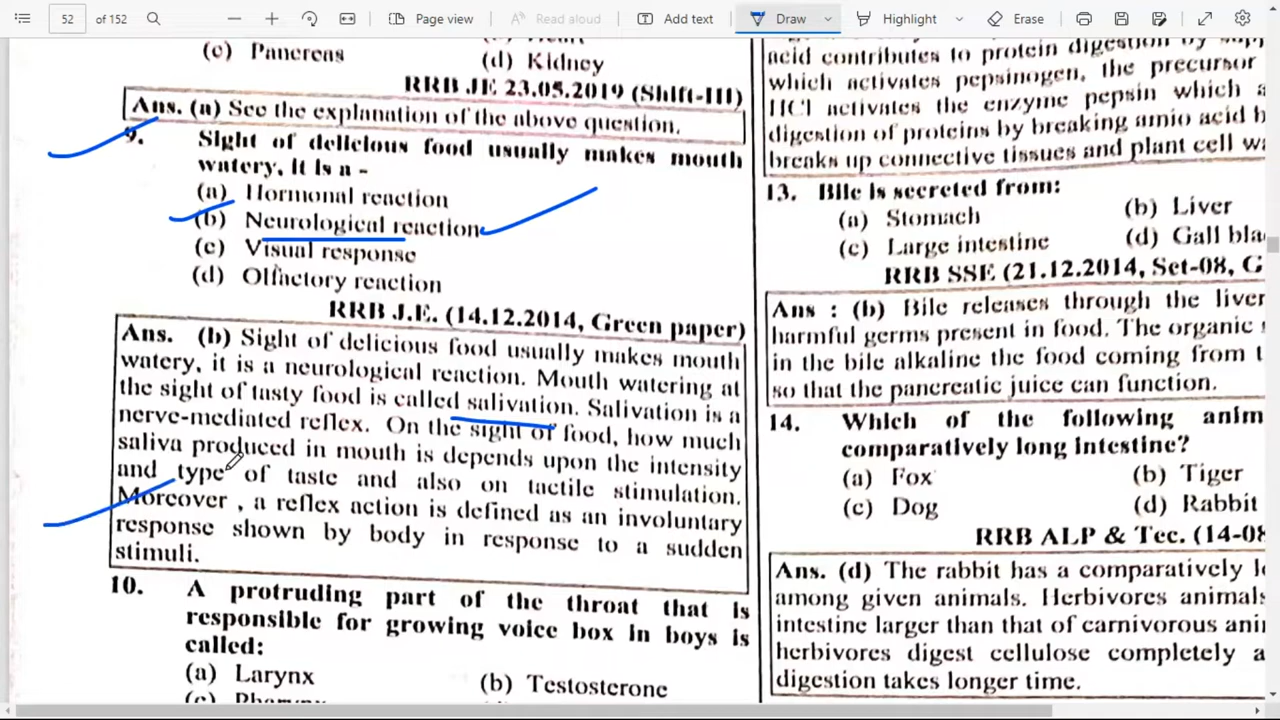 52 of 152
Page view
Read aloud
Add text
Draw
Highlight
Erase
(c) Pancreas
(d) Kidney
RRB JE 23.05.2019 (Shift-III)
Ans. (a) See the explanation of the above question.
9. Sight of delicious food usually makes mouth
watery, it is a -
(a) Hormonal reaction
(b) Neurological reaction
(c) Visual response
(d) Olfactory reaction
RRB J.E. (14.12.2014, Green paper)
Ans. (b) Sight of delicious food usually makes mouth
watery, it is a neurological reaction. Mouth watering at
the sight of tasty food is called salivation. Salivation is a
nerve-mediated reflex. On the sight of food, how much
saliva produced in mouth is depends upon the intensity
and type of taste and also on tactile stimulation.
Moreover , a reflex action is defined as an involuntary
response shown by body in response to a sudden
stimuli.
10. A protruding part of the throat that is
responsible for growing voice box in boys is
called:
(a) Larynx
(b) Testosterone
acid contributes to protein digestion by
which activates pepsinogen, the precursor
HCl activates the enzyme pepsin which
digestion of proteins by breaking amio acid
breaks up connective tissues and plant cell
13. Bile is secreted from:
(a) Stomach
(b) Liver
(c) Large intestine
(d) Gall
RRB SSE (21.12.2014, Set-08,
Ans : (b) Bile releases through the liver
harmful germs present in food. The organic
in the bile alkaline the food coming from
so that the pancreatic juice can function.
14. Which of the following
comparatively long intestine?
(a) Fox
(b) Tiger
(c) Dog
(d) Rabbit
RRB ALP & Tec.
Ans. (d) The rabbit has a comparatively
among given animals. Herbivores animals
intestine larger than that of carnivorous
herbivores digest cellulose completely
digestion takes longer time.